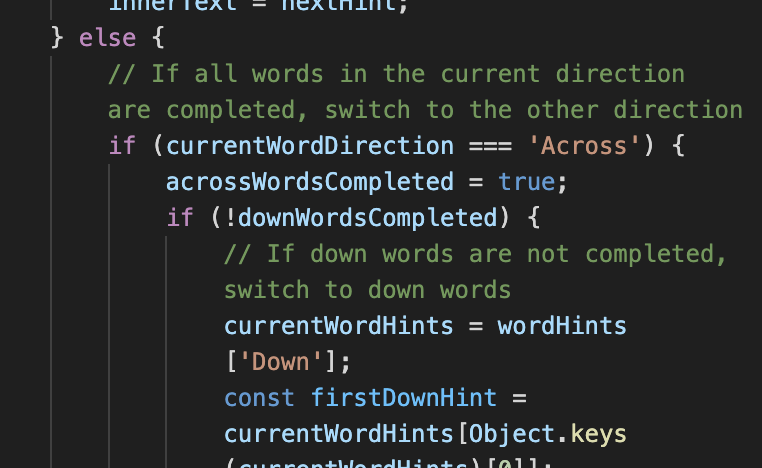 innerText = nextHint;
} else {
// If all words in the current direction
are completed, switch to the other direction
if (currentWordDirection === 'Across') {
acrossWordsCompleted = true;
if (!downWordsCompleted) {
// If down words are not completed,
switch to down words
currentWordHints = wordHints
['Down'];
const firstDownHint =
currentWordHints[Object.keys
(currentWordHints)[0]];